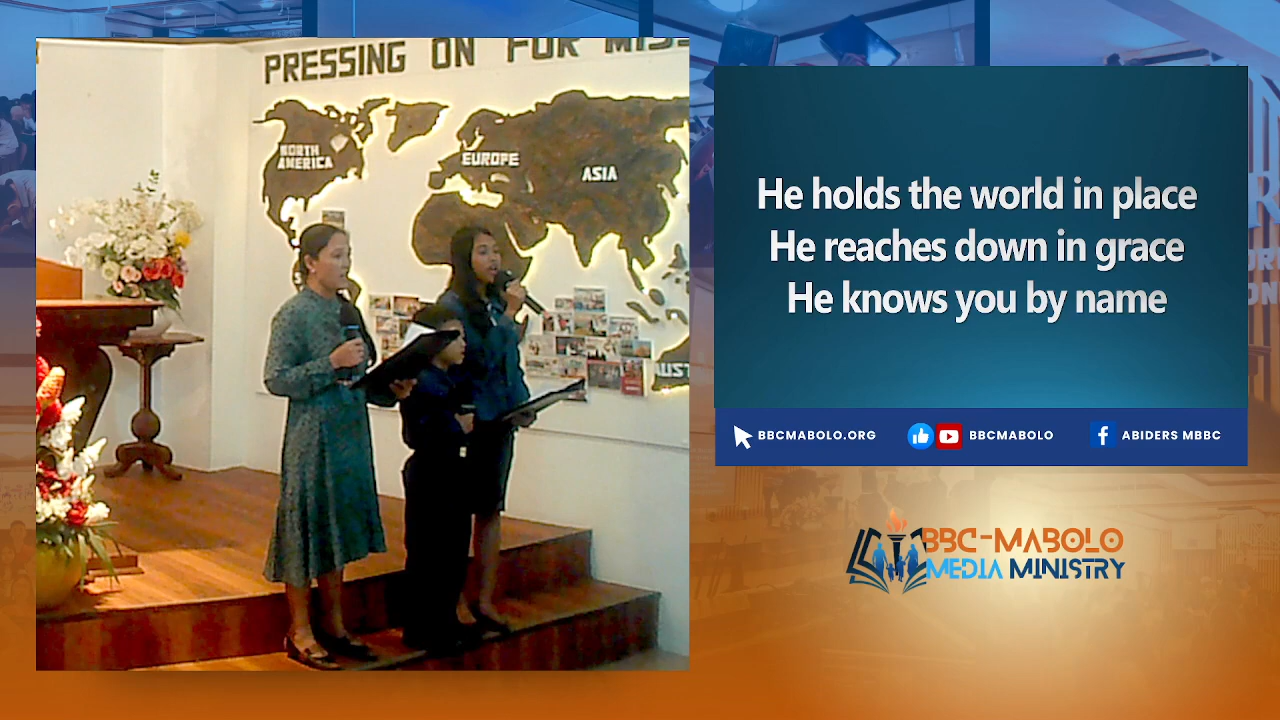 PRESSING ON FOR
NORTH
AMERICA
EUROPE
ASIA
He holds the world in place
He reaches down in grace
He knows you by name
BBCMABOLO.ORG
BBCMABOLO
ABIDERS MBBC
BBC-MABOLO
MEDIA MINISTRY